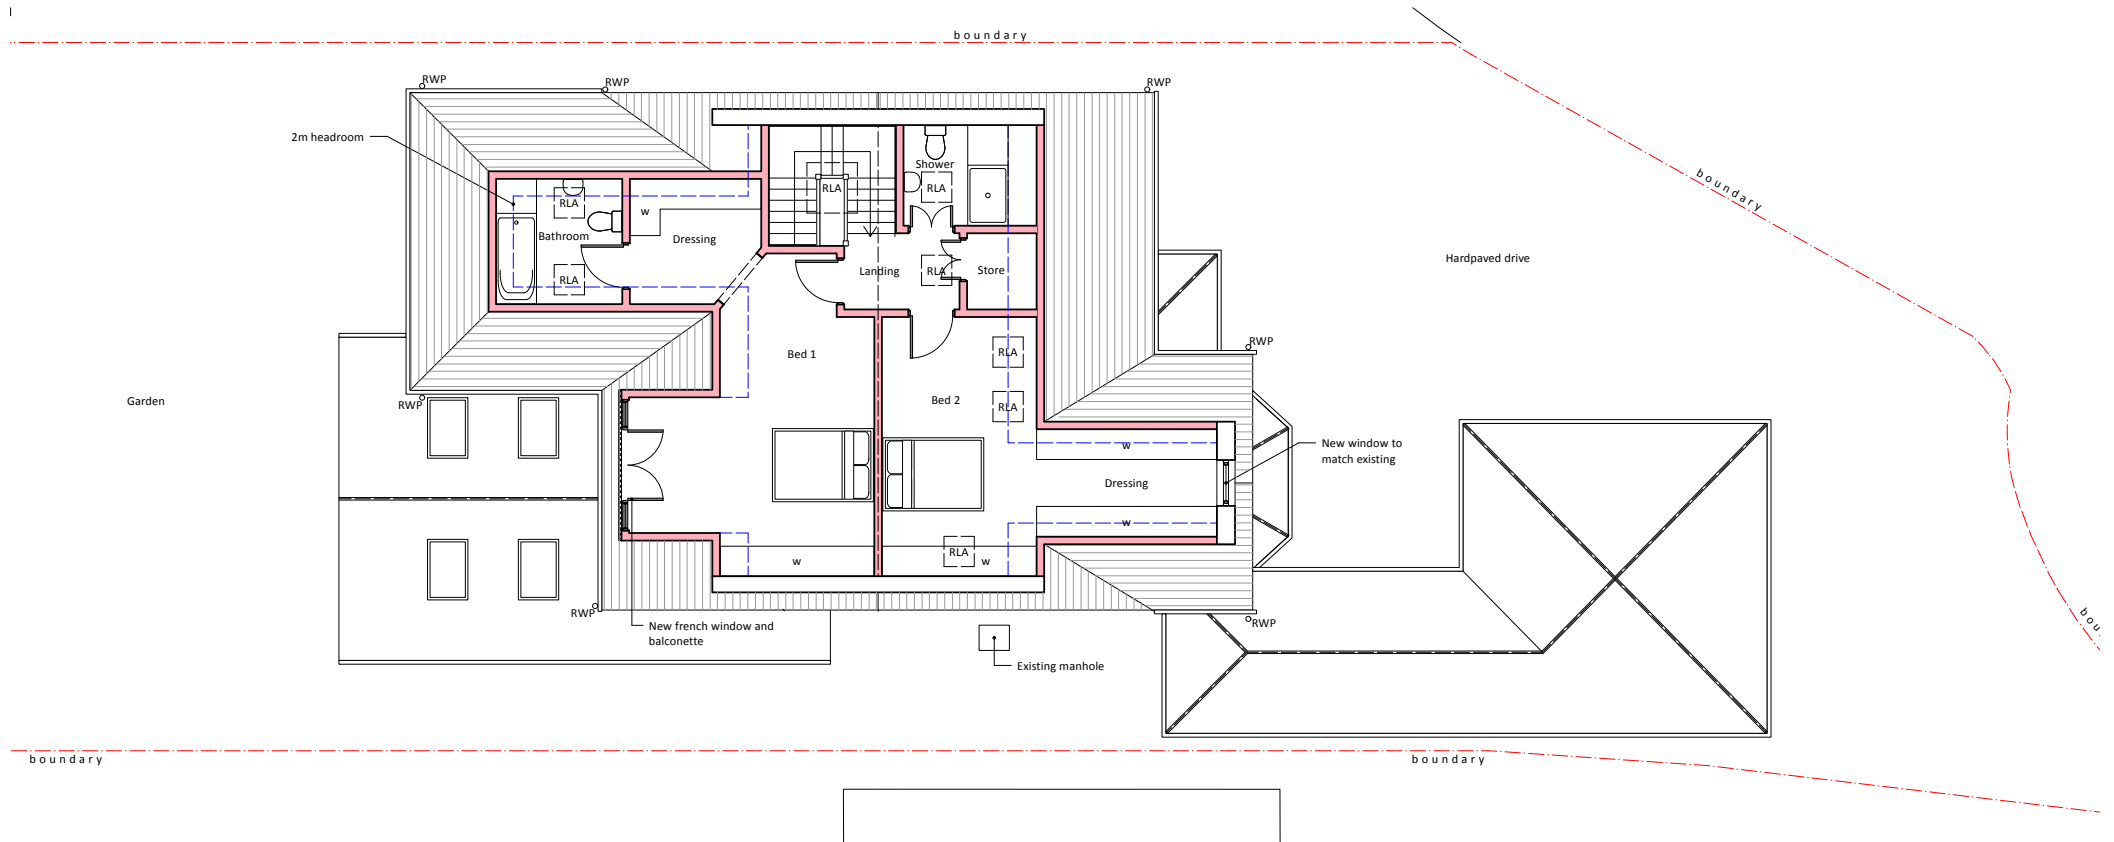 boundary
RWP
RWP
RWP
2m headroom
Shower
RLA
RLA
RLA
w
Bathroom
Dressing
boundary
RLA
Landing
RLA
Store
Hardpaved drive
Bed 1
RLA
RWP
Garden
RWP
Bed 2
RLA
w
New window to
match existing
Dressing
w
RLA
w
w
RWP
New french window and
balconette
RWP
Existing manhole
boundary
boundary
bou